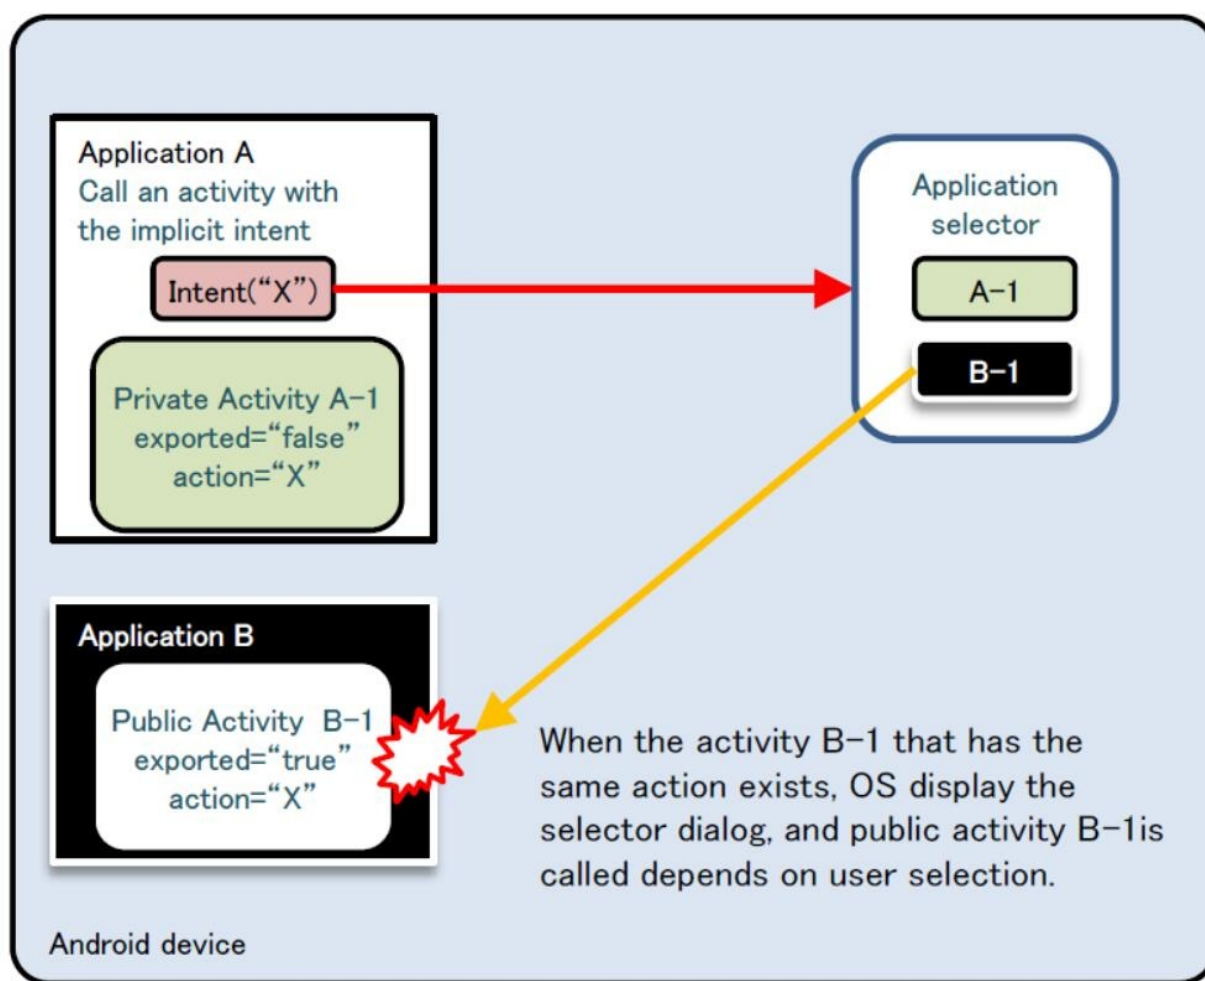 Application A
Call an activity with
the implicit intent
Intent(“X”)
Private Activity A-1
exported=“false”
action=“X”
Application
selector
A-1
B-1
Application B
Public Activity B-1
exported=“true”
action=“X”
When the activity B-1 that has the
same action exists, OS display the
selector dialog, and public activity B-1is
called depends on user selection.
Android device